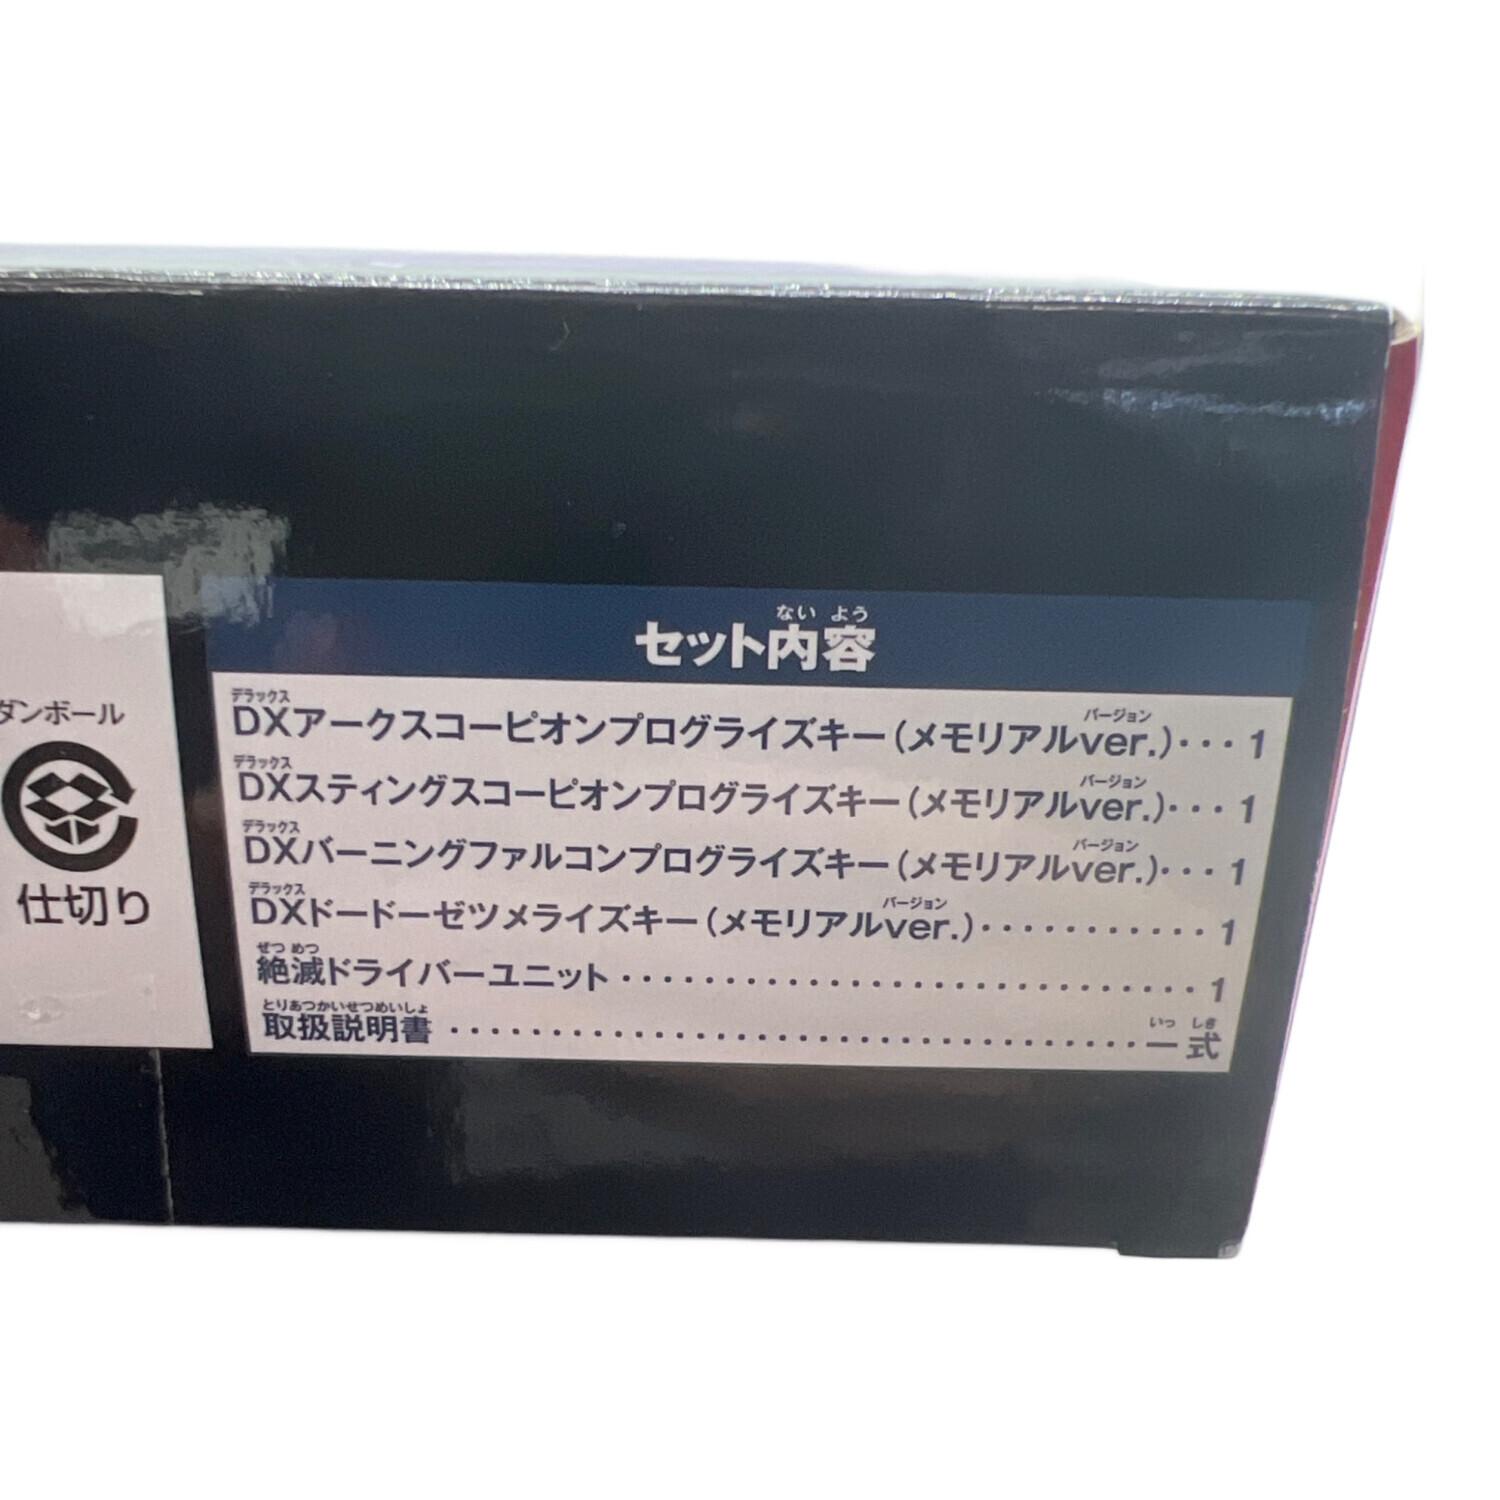 ダンボール
仕切り
ない よう
セット内容
デラックス バージョン
DXアークスコーピオンプログライズキー(メモリアルver.)・・・1
デラックス バージョン
DXスティングスコーピオンプログライズキー(メモリアルver.)・・・1
デラックス バージョン
DXバーニングファルコンプログライズキー(メモリアルver.)・・・1
デラックス バージョン
DXドードーゼツメライズキー(メモリアルver.)・・・・・・・・・・・1
せつ めつ
絶滅ドライバーユニット・・・・・・・・・・・・・・・・・・・・・・・・・・・・・1
とりあつかいせつめいしょ いっ しき
取扱説明書・・・・・・・・・・・・・・・・・・・・・・・・・・・・・・・・・・一式